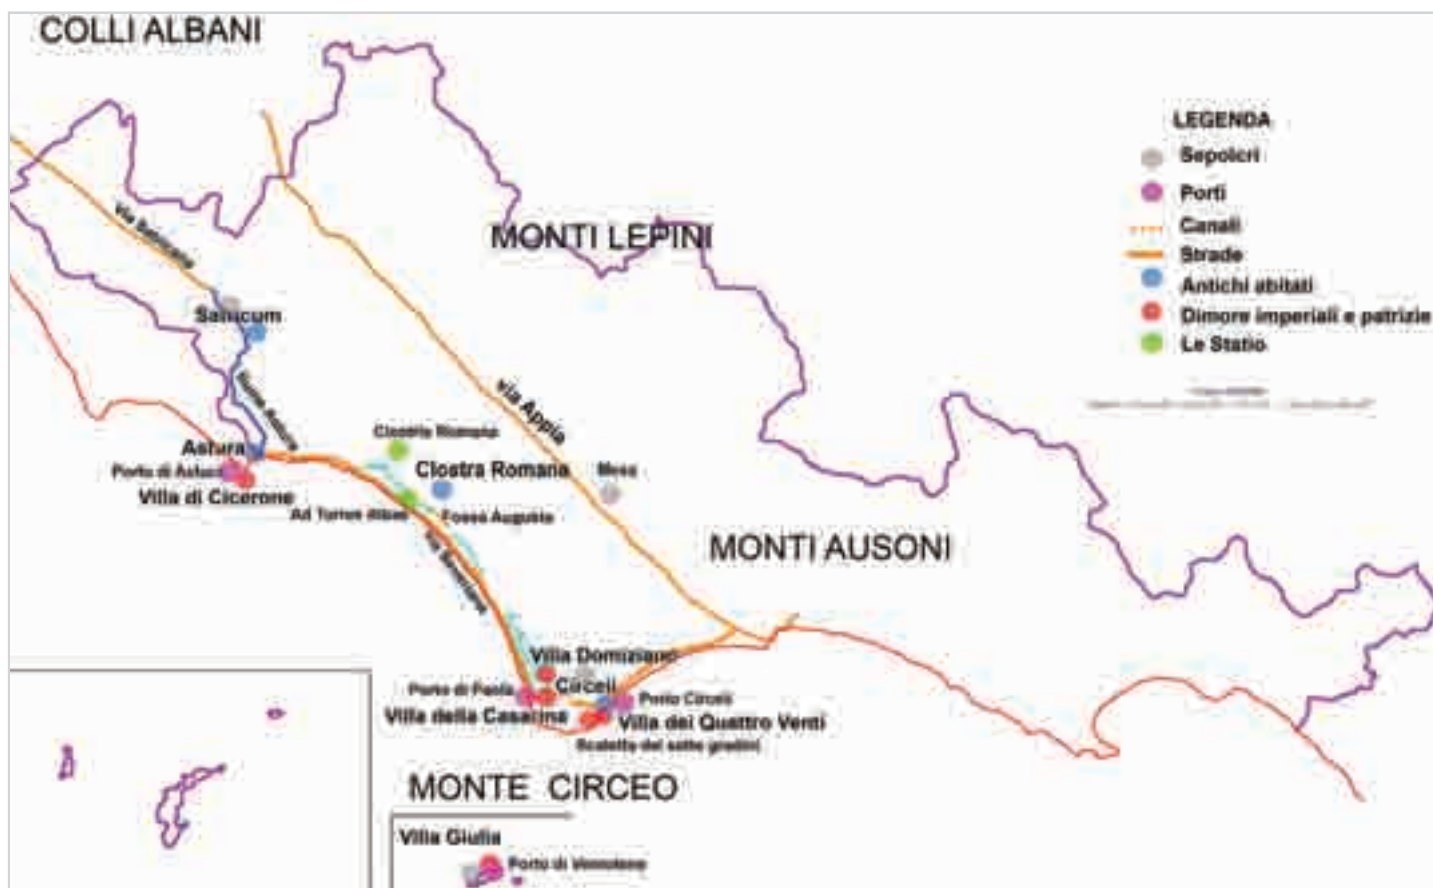 COLLI ALBANI
LEGENDA
Sepolcri
Porti
Canali
Strade
Antichi abitati
Dimore imperiali e patrizie
Le Statio
MONTI LEPINI
Via
Satricum
fiume Astura
via Appia
Astura
Porto di Astura
Villa di Cicerone
Clostra Romana
Clostra Romana
Mesa
Ad Turres Albas
Fossa Augusta
via Severiana
MONTI AUSONI
Villa Domiziano
Circeii
Porto di Paola
Porto Circeii
Villa della Casarina
Villa dei Quattro Venti
Scaletta dei sette gradini
MONTE CIRCEO
Villa Giulia
Porto di Ventotene